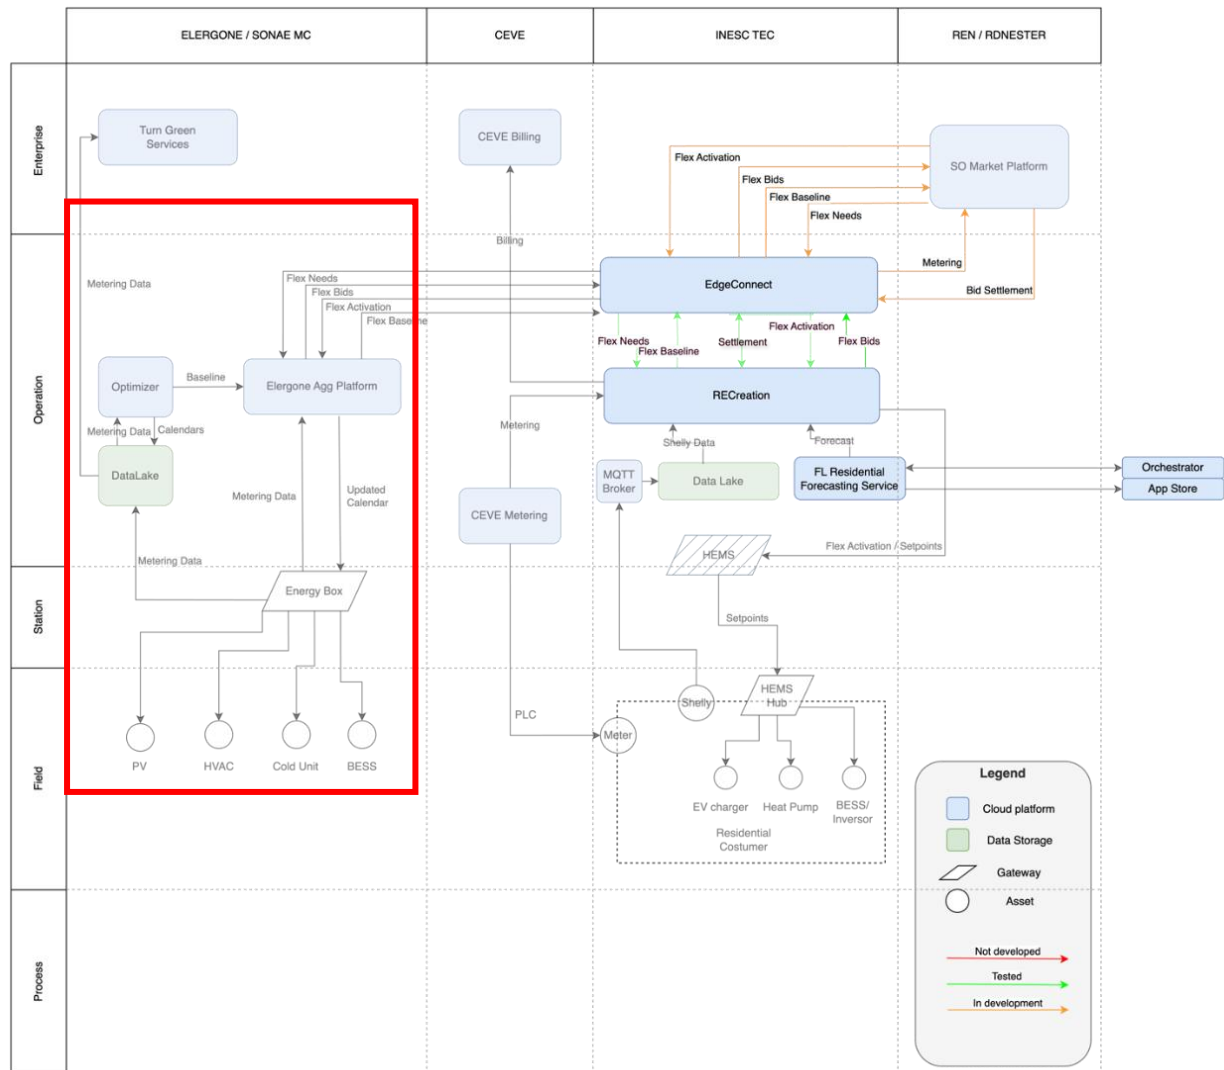 ELERGONE / SONAE MC
CEVE
INESC TEC
REN / RDNESTER
Enterprise
Turn Green
Services
CEVE Billing
SO Market Platform
Flex Activation
Flex Bids
Flex Baseline
Flex Needs
Operation
Billing
Metering Data
Flex Needs
Flex Bids
Flex Activation
Flex Baseline
EdgeConnect
Metering
Bid Settlement
Flex Needs
Flex Baseline
Settlement
Flex Activation
Flex Bids
Optimizer
Baseline
Elergone Agg Platform
RECreation
Metering Data
Calendars
Metering
Shelly Data
Forecast
DataLake
Metering Data
Updated
Calendar
CEVE Metering
MQTT
Broker
Data Lake
FL Residential
Forecasting Service
Orchestrator
App Store
Metering Data
HEMS
Flex Activation / Setpoints
Station
Energy Box
Setpoints
Field
PV
HVAC
Cold Unit
BESS
PLC
Meter
Shelly
HEMS
Hub
EV charger
Heat Pump
BESS/
Inversor
Residential
Costumer
Process
Legend
Cloud platform
Data Storage
Gateway
Asset
Not developed
Tested
In development